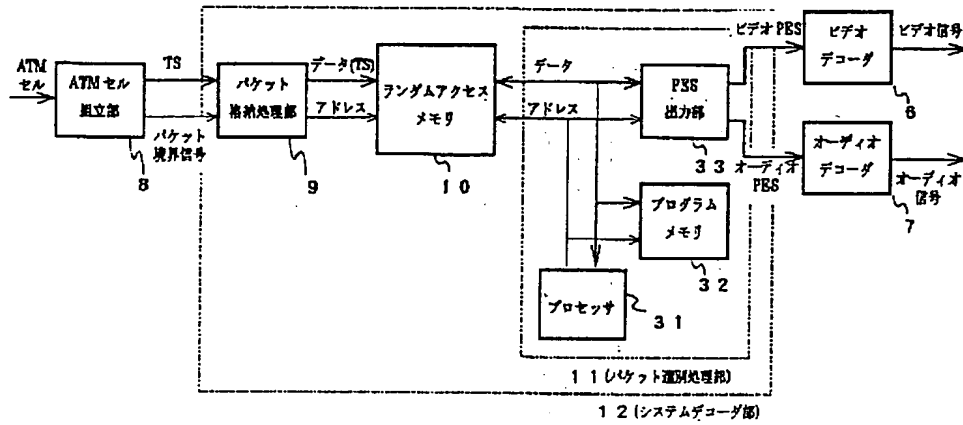 ATM
セル
ATMセル
組立部
8
TS
パケット
境界信号
パケット
格納処理部
9
データ(TS)
アドレス
ランダムアクセス
メモリ
10
データ
アドレス
PES
出力部
33
ビデオPES
オーディオ
PES
ビデオ
デコーダ
6
ビデオ信号
オーディオ
デコーダ
7
オーディオ
信号
プログラム
メモリ
32
プロセッサ
31
11(パケット選別処理部)
12(システムデコーダ部)